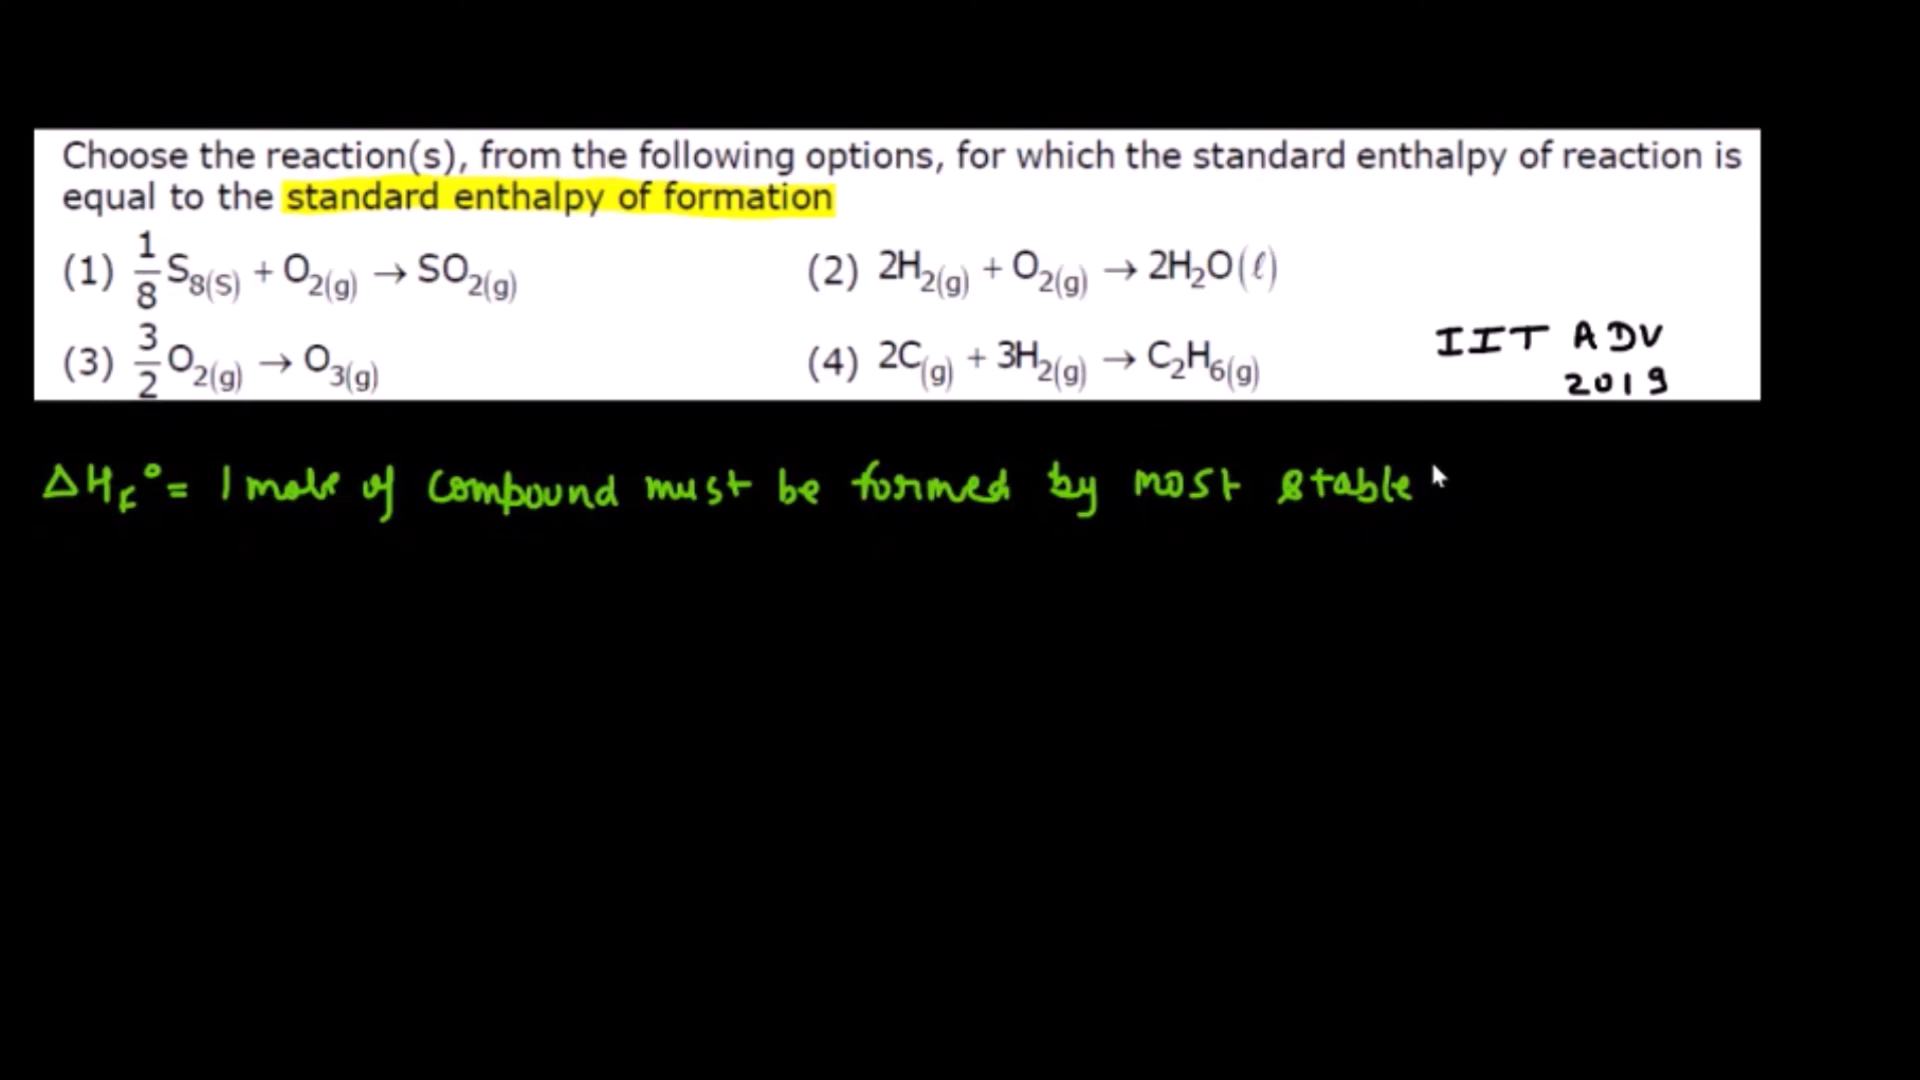 Choose the reaction(s), from the following options, for which the standard enthalpy of reaction is
equal to the standard enthalpy of formation
(1) 1/8 S₈(S) + O₂(g) → SO₂(g)
(2) 2H₂(g) + O₂(g) → 2H₂O(ℓ)
(3) 3/2 O₂(g) → O₃(g)
(4) 2C(g) + 3H₂(g) → C₂H₆(g)
IIT ADV
2019
ΔH_F° = 1 mole of compound must be formed by most stable